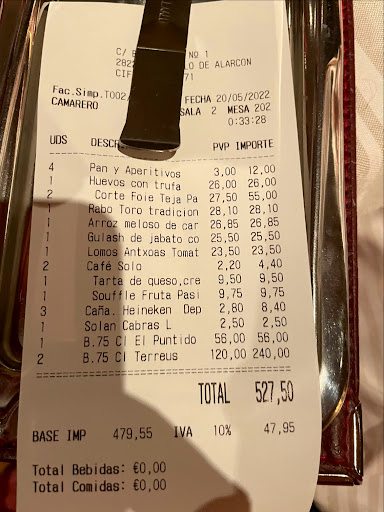 C/ Nº 1
LO DE ALARCON
CIF 71
Fac.Simp.T002/ FECHA 20/05/2022
CAMARERO SALA 2 MESA 202
0:33:28
UDS PVP IMPORTE
4 Pan y Aperitivos 3,00 12,00
1 Huevos con trufa 26,00 26,00
2 Corte Foie Teja Pa 27,50 55,00
1 Rabo Toro tradicion 28,10 28,10
1 Arroz meloso de car 26,85 26,85
1 Gulash de jabato co 25,50 25,50
1 Lomos Antxoas Tomat 23,50 23,50
2 Café Solo 2,20 4,40
1 Tarta de queso,cre 9,50 9,50
1 Souffle Fruta Pasi 9,75 9,75
3 Caña. Heineken Dep 2,80 8,40
1 Solan Cabras L 2,50 2,50
1 B.75 Cl El Puntido 56,00 56,00
2 B.75 Cl Terreus 120,00 240,00
TOTAL 527,50
BASE IMP 479,55 IVA 10% 47,95
Total Bebidas: €0,00
Total Comidas: €0,00